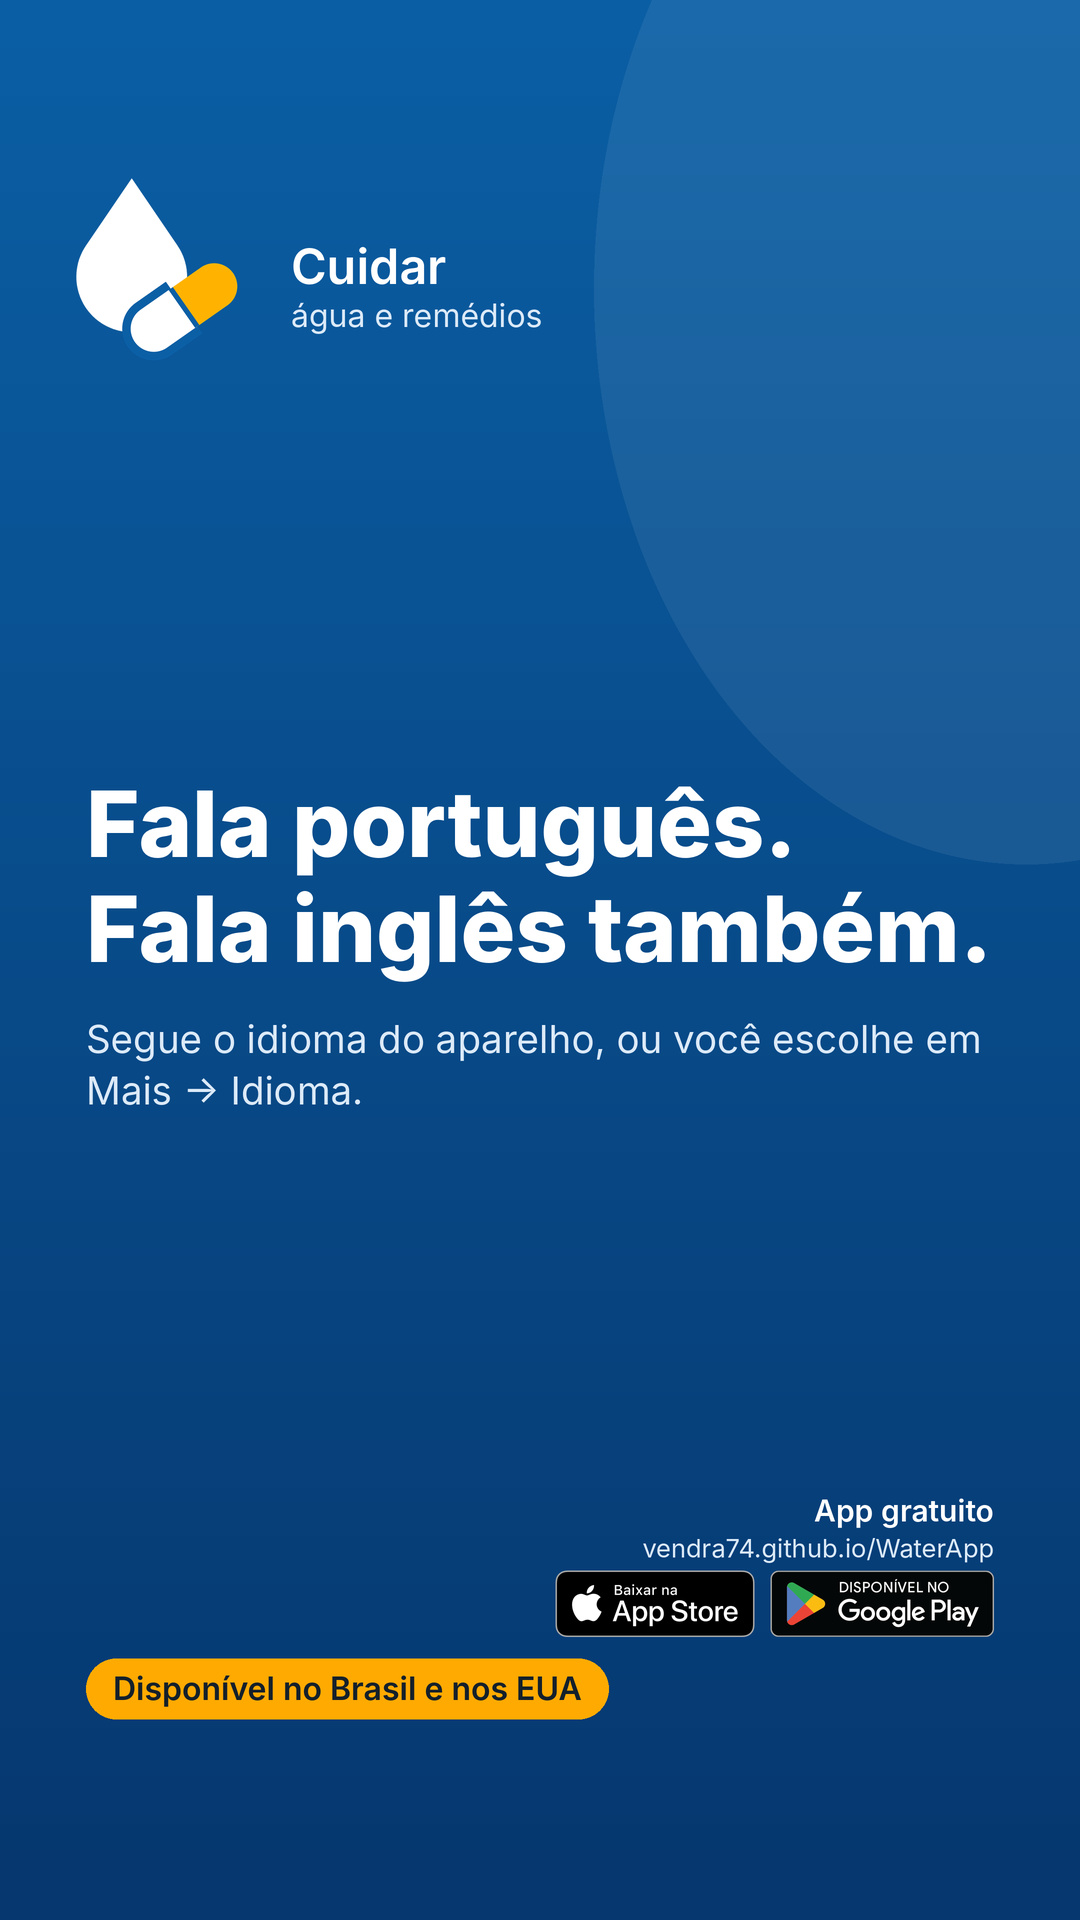 Cuidar
água e remédios
Fala português.
Fala inglês também.
Segue o idioma do aparelho, ou você escolhe em
Mais → Idioma.
App gratuito
vendra74.github.io/WaterApp
Baixar na
App Store
DISPONÍVEL NO
Google Play
Disponível no Brasil e nos EUA